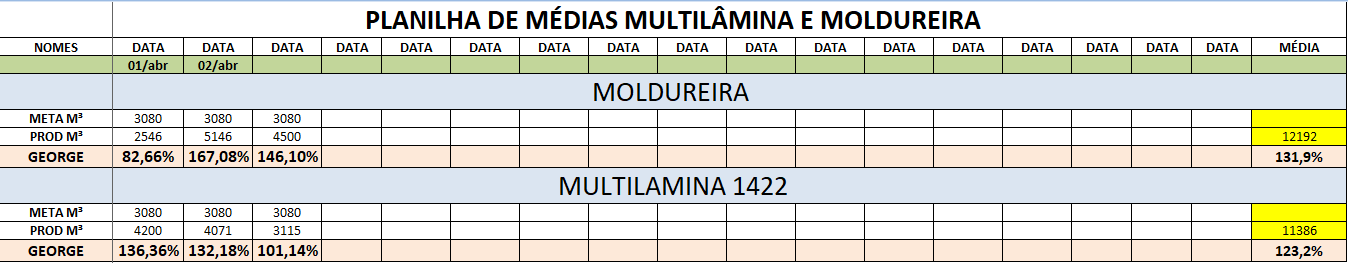 PLANILHA DE MÉDIAS MULTILÂMINA E MOLDUREIRA
NOMES DATA DATA DATA DATA DATA DATA DATA DATA DATA DATA DATA DATA DATA DATA DATA DATA DATA MÉDIA
01/abr 02/abr
MOLDUREIRA
META M³ 3080 3080 3080
PROD M³ 2546 5146 4500 12192
GEORGE 82,66% 167,08% 146,10% 131,9%
MULTILAMINA 1422
META M³ 3080 3080 3080
PROD M³ 4200 4071 3115 11386
GEORGE 136,36% 132,18% 101,14% 123,2%